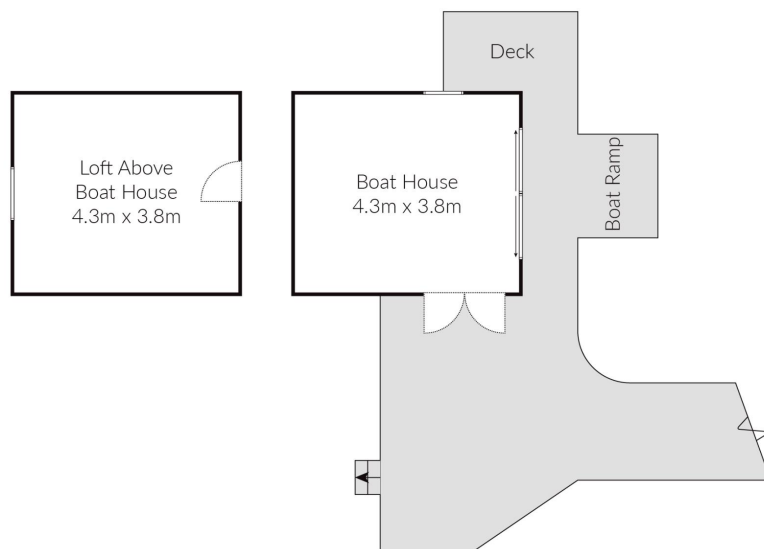 Deck
Loft Above
Boat House
4.3m x 3.8m
Boat House
4.3m x 3.8m
Boat Ramp